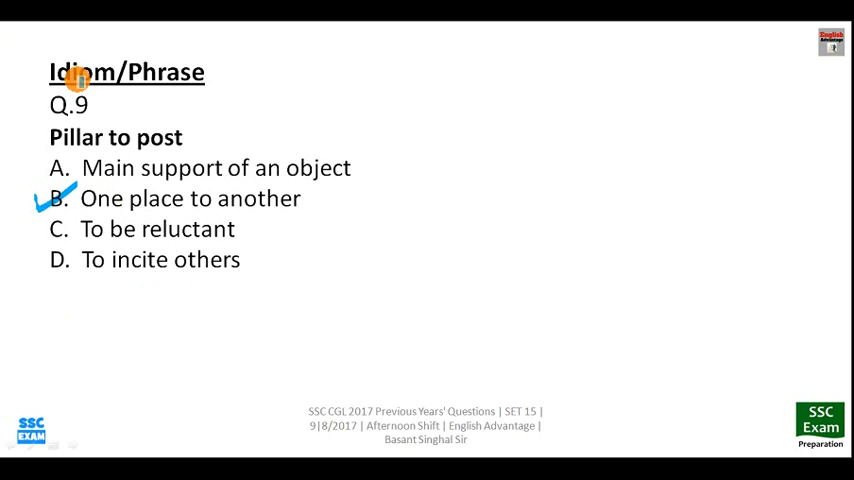 English
Advantage
Idiom/Phrase
Q.9
Pillar to post
A. Main support of an object
B. One place to another
C. To be reluctant
D. To incite others
SSC CGL 2017 Previous Years' Questions | SET 15 |
9|8/2017 | Afternoon Shift | English Advantage |
Basant Singhal Sir
SSC
EXAM
SSC
Exam
Preparation